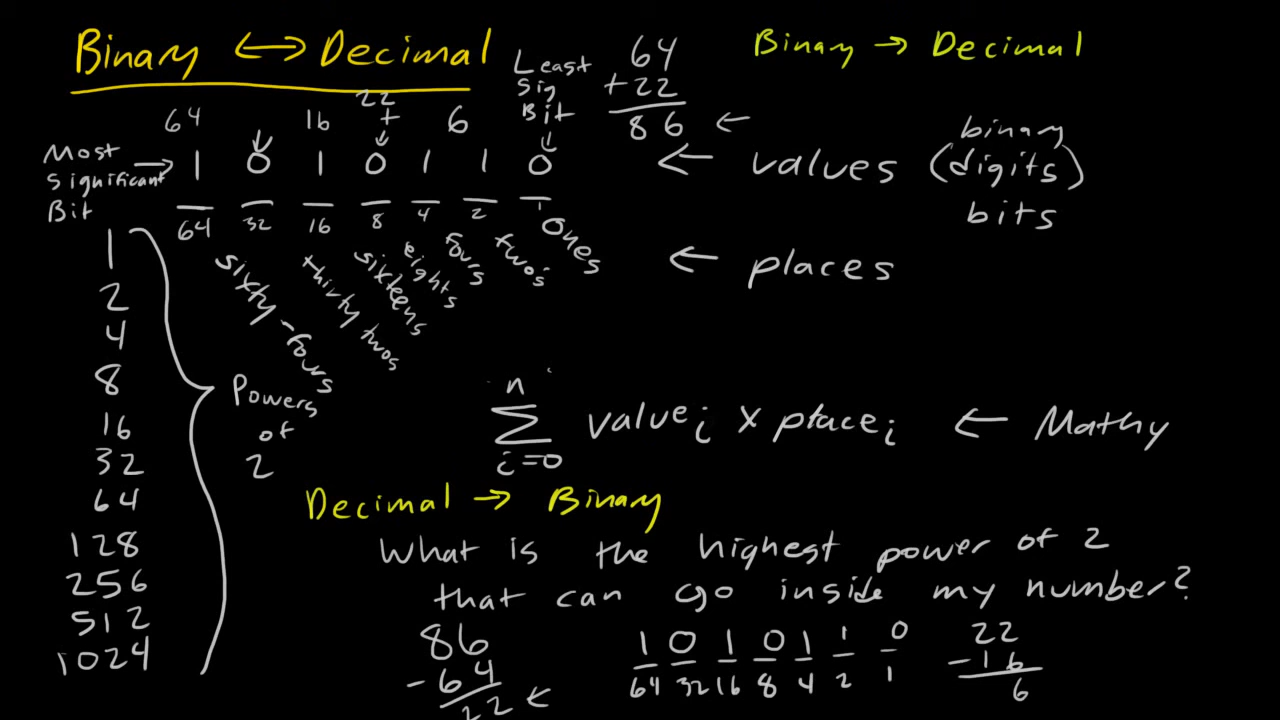 Binary ↔ Decimal
Binary → Decimal
Least
Sig
Bit
64
+22
86 ←
64 16 22 + 6
Most
Significant
Bit
→ 1 0 1 0 1 1 0
64 32 16 8 4 2 1
sixty-fours thirty twos sixteens eights fours twos ones
← values (digits)
binary
bits
← places
1
2
4
8
16
32
64
128
256
512
1024
Powers
of
2
n
∑ value i × place i ← Mathy
i=0
Decimal → Binary
What is the highest power of 2
that can go inside my number?
86
-64
22 ←
1 0 1 0 1 1 0
64 32 16 8 4 2 1
22
-16
6